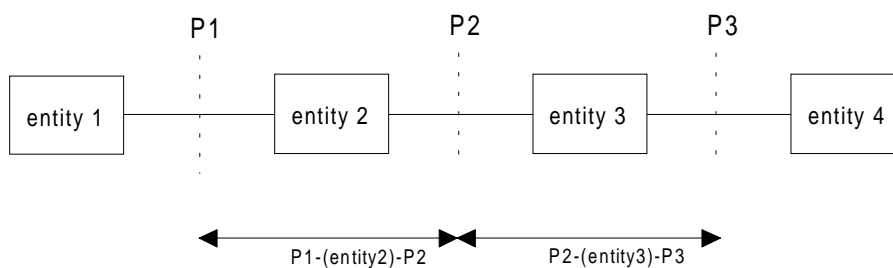 P1 P2 P3
entity 1 entity 2 entity 3 entity 4
P1-(entity2)-P2 P2-(entity3)-P3